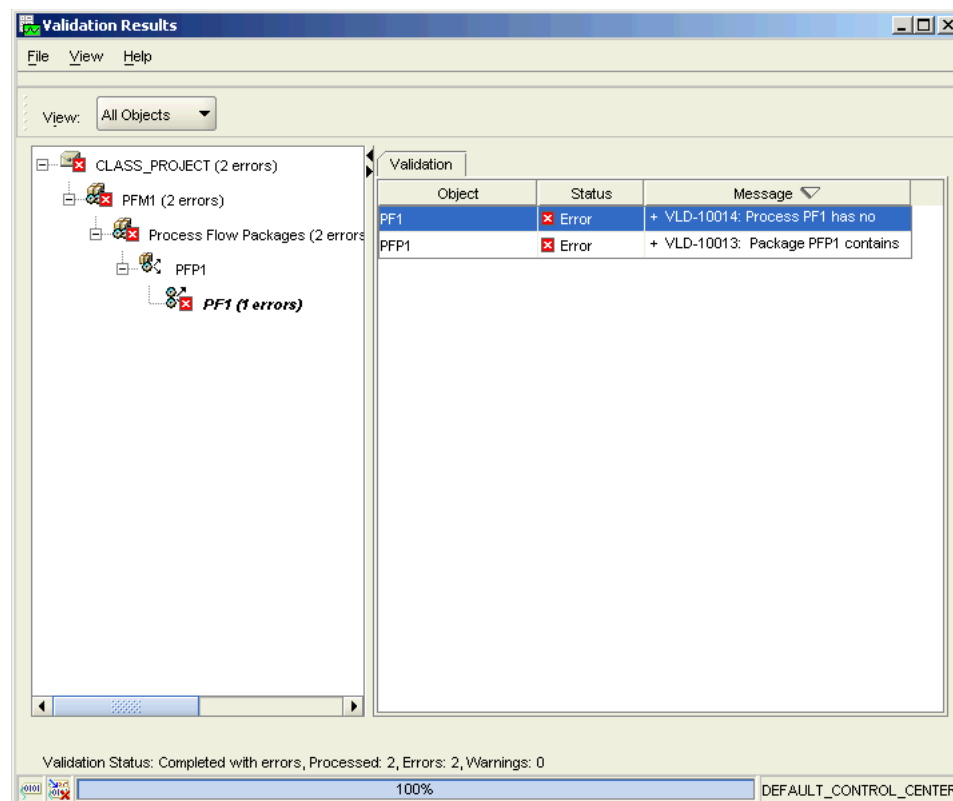 Validation Results
File View Help
View: All Objects
CLASS_PROJECT (2 errors)
PFM1 (2 errors)
Process Flow Packages (2 errors
PFP1
PF1 (1 errors)
Validation
Object Status Message
PF1 Error + VLD-10014: Process PF1 has no
PFP1 Error + VLD-10013: Package PFP1 contains
Validation Status: Completed with errors, Processed: 2, Errors: 2, Warnings: 0
100% DEFAULT_CONTROL_CENTER